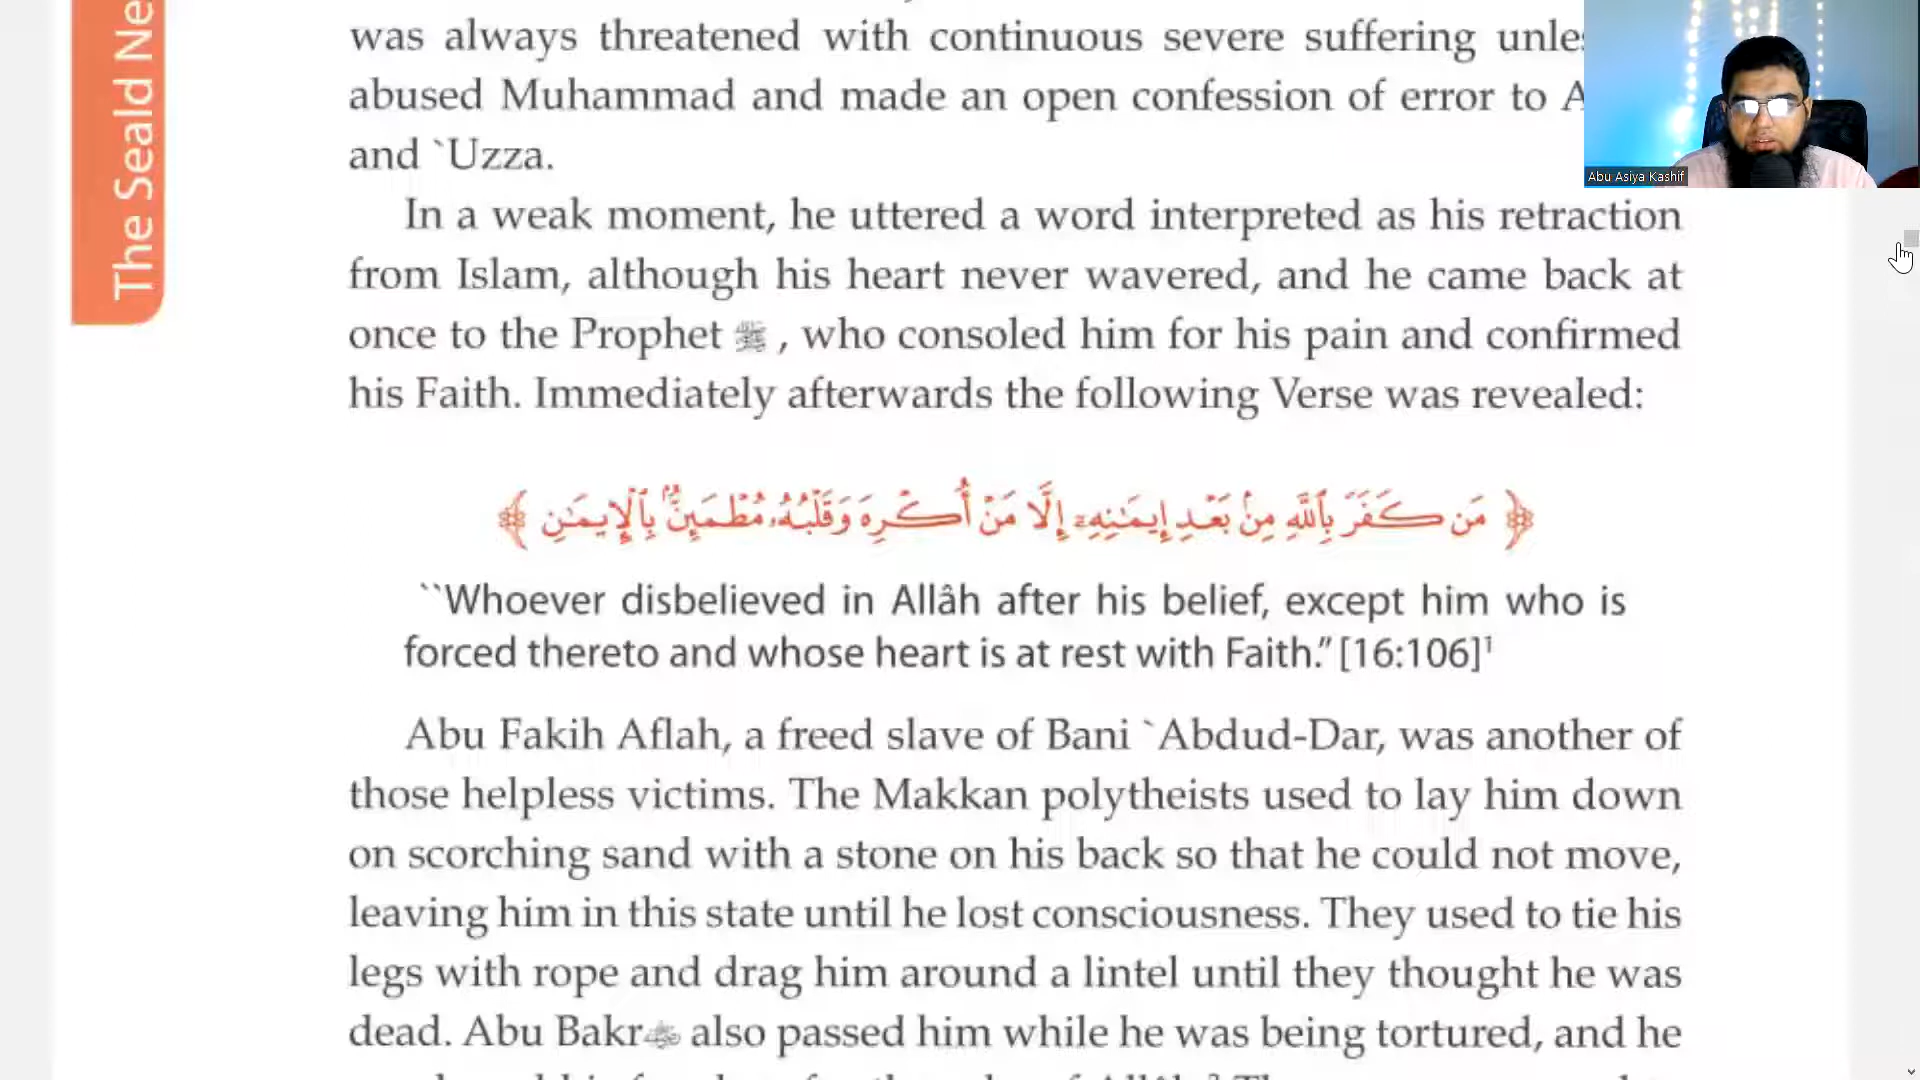 The Seald Ne
was always threatened with continuous severe suffering unles
abused Muhammad and made an open confession of error to A
and `Uzza.
In a weak moment, he uttered a word interpreted as his retraction
from Islam, although his heart never wavered, and he came back at
once to the Prophet ﷺ , who consoled him for his pain and confirmed
his Faith. Immediately afterwards the following Verse was revealed:
﴿ مَن كَفَرَ بِٱللَّهِ مِنۢ بَعْدِ إِيمَـٰنِهِۦٓ إِلَّا مَنْ أُكْرِهَ وَقَلْبُهُۥ مُطْمَئِنٌّۢ بِٱلْإِيمَـٰنِ ﴾
``Whoever disbelieved in Allâh after his belief, except him who is
forced thereto and whose heart is at rest with Faith.” [16:106]¹
Abu Fakih Aflah, a freed slave of Bani `Abdud-Dar, was another of
those helpless victims. The Makkan polytheists used to lay him down
on scorching sand with a stone on his back so that he could not move,
leaving him in this state until he lost consciousness. They used to tie his
legs with rope and drag him around a lintel until they thought he was
dead. Abu Bakr also passed him while he was being tortured, and he
Abu Asiya Kashif